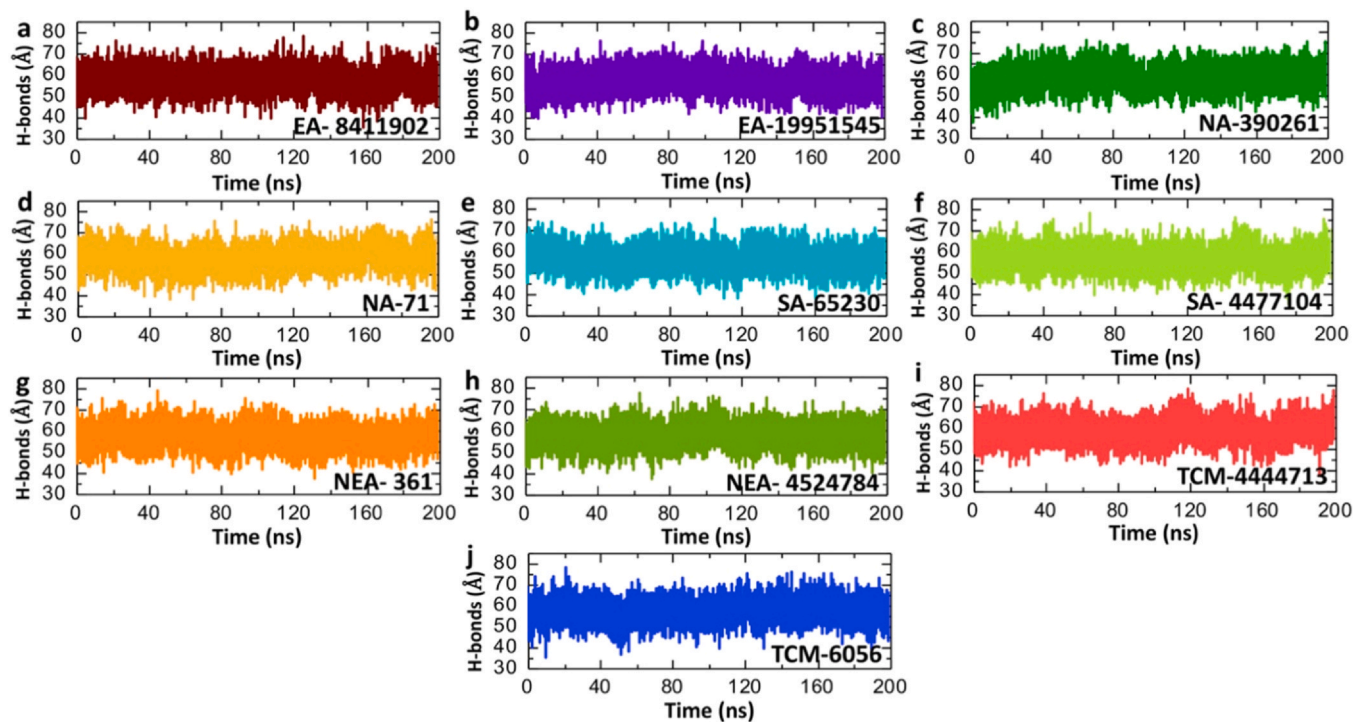 a
H-bonds (Å)
80
70
60
50
40
30
EA- 8411902
0 40 80 120 160 200
Time (ns)
b
H-bonds (Å)
80
70
60
50
40
30
EA-19951545
0 40 80 120 160 200
Time (ns)
c
H-bonds (Å)
80
70
60
50
40
30
NA-390261
0 40 80 120 160 200
Time (ns)
d
H-bonds (Å)
80
70
60
50
40
30
NA-71
0 40 80 120 160 200
Time (ns)
e
H-bonds (Å)
80
70
60
50
40
30
SA-65230
0 40 80 120 160 200
Time (ns)
f
H-bonds (Å)
80
70
60
50
40
30
SA- 4477104
0 40 80 120 160 200
Time (ns)
g
H-bonds (Å)
80
70
60
50
40
30
NEA- 361
0 40 80 120 160 200
Time (ns)
h
H-bonds (Å)
80
70
60
50
40
30
NEA- 4524784
0 40 80 120 160 200
Time (ns)
i
H-bonds (Å)
80
70
60
50
40
30
TCM-4444713
0 40 80 120 160 200
Time (ns)
j
H-bonds (Å)
80
70
60
50
40
30
TCM-6056
0 40 80 120 160 200
Time (ns)